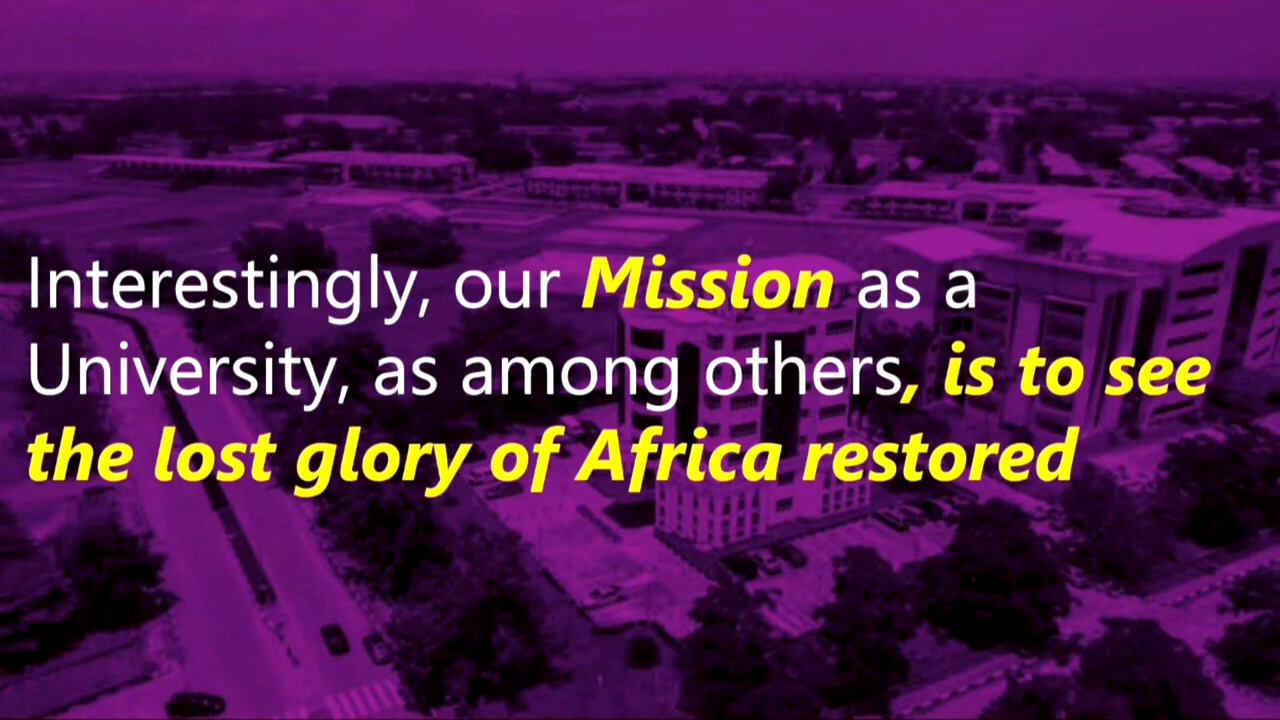 Interestingly, our Mission as a
University, as among others, is to see
the lost glory of Africa restored